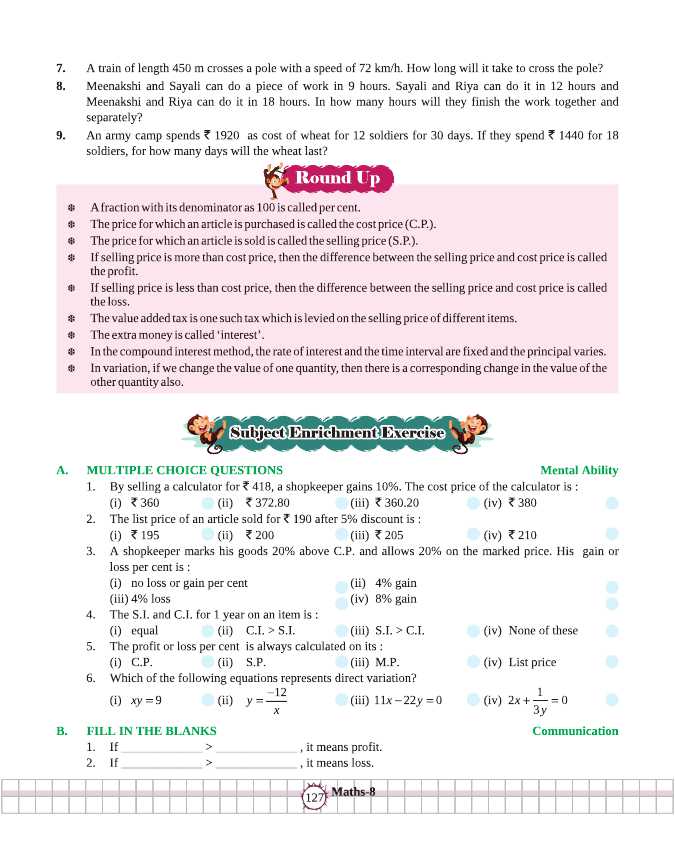 7. A train of length 450 m crosses a pole with a speed of 72 km/h. How long will it take to cross the pole?
8. Meenakshi and Sayali can do a piece of work in 9 hours. Sayali and Riya can do it in 12 hours and
Meenakshi and Riya can do it in 18 hours. In how many hours will they finish the work together and
separately?
9. An army camp spends ₹ 1920 as cost of wheat for 12 soldiers for 30 days. If they spend ₹ 1440 for 18
soldiers, for how many days will the wheat last?
Round Up
❄ A fraction with its denominator as 100 is called per cent.
❄ The price for which an article is purchased is called the cost price (C.P.).
❄ The price for which an article is sold is called the selling price (S.P.).
❄ If selling price is more than cost price, then the difference between the selling price and cost price is called
the profit.
❄ If selling price is less than cost price, then the difference between the selling price and cost price is called
the loss.
❄ The value added tax is one such tax which is levied on the selling price of different items.
❄ The extra money is called ‘interest’.
❄ In the compound interest method, the rate of interest and the time interval are fixed and the principal varies.
❄ In variation, if we change the value of one quantity, then there is a corresponding change in the value of the
other quantity also.
Subject Enrichment Exercise
A. MULTIPLE CHOICE QUESTIONS Mental Ability
1. By selling a calculator for ₹ 418, a shopkeeper gains 10%. The cost price of the calculator is :
(i) ₹ 360 (ii) ₹ 372.80 (iii) ₹ 360.20 (iv) ₹ 380
2. The list price of an article sold for ₹ 190 after 5% discount is :
(i) ₹ 195 (ii) ₹ 200 (iii) ₹ 205 (iv) ₹ 210
3. A shopkeeper marks his goods 20% above C.P. and allows 20% on the marked price. His gain or
loss per cent is :
(i) no loss or gain per cent (ii) 4% gain
(iii) 4% loss (iv) 8% gain
4. The S.I. and C.I. for 1 year on an item is :
(i) equal (ii) C.I. > S.I. (iii) S.I. > C.I. (iv) None of these
5. The profit or loss per cent is always calculated on its :
(i) C.P. (ii) S.P. (iii) M.P. (iv) List price
6. Which of the following equations represents direct variation?
(i) xy = 9 (ii) y = −12/x (iii) 11x − 22y = 0 (iv) 2x + 1/3y = 0
B. FILL IN THE BLANKS Communication
1. If _____________ > _____________ , it means profit.
2. If _____________ > _____________ , it means loss.
127 Maths-8